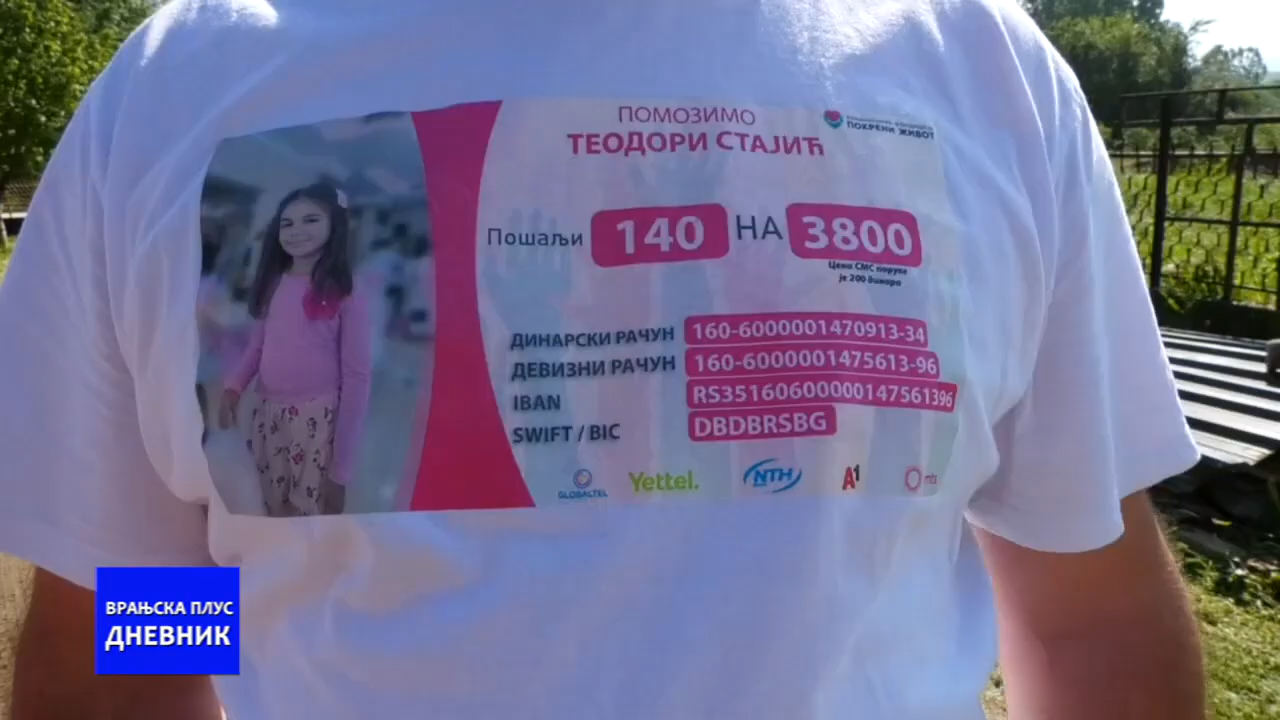 ПОМОЗИМО
ТЕОДОРИ СТАЈИЋ
ПОКРЕНИ ЖИВОТ
Пошаљи 140 НА 3800
Цена СМС поруке
је 200 динара
ДИНАРСКИ РАЧУН 160-6000001470913-34
ДЕВИЗНИ РАЧУН 160-6000001475613-96
IBAN RS35160600000147561396
SWIFT / BIC DBDBRSBG
GLOBALTEL Yettel. NTH A1 mts
ВРАЊСКА ПЛУС
ДНЕВНИК